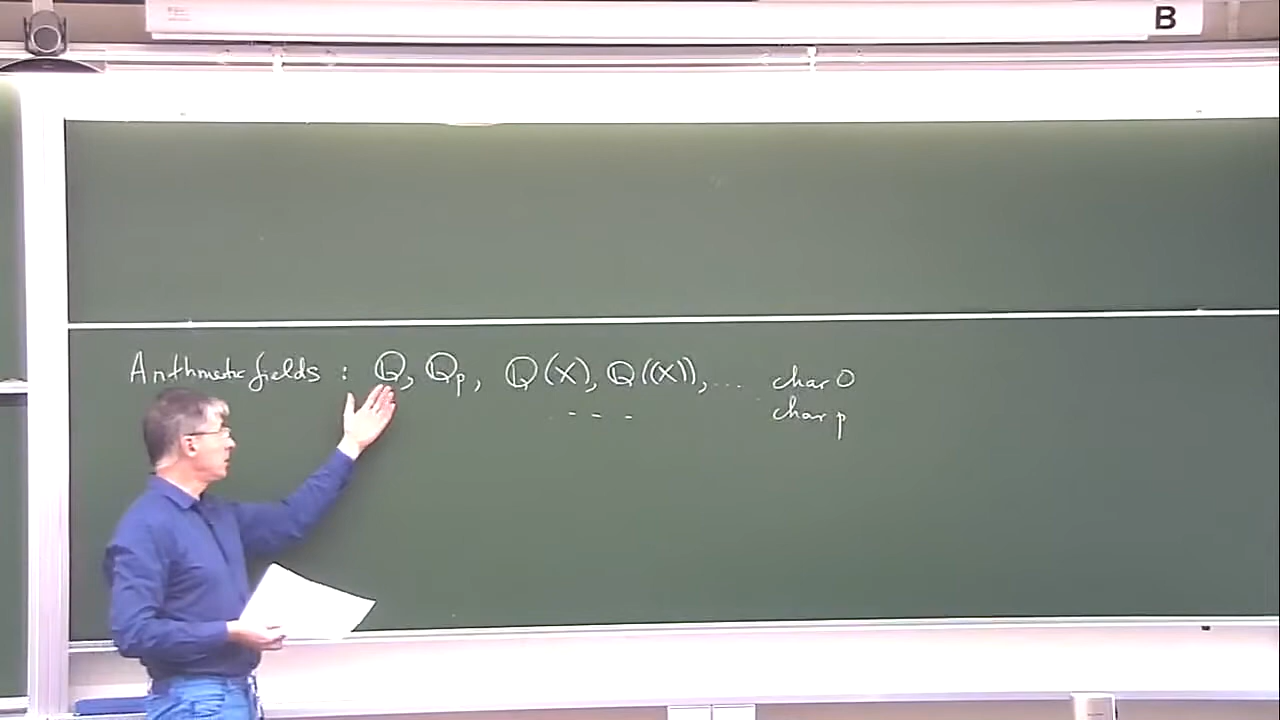 B
Arithmetic fields : ℚ, ℚp, ℚ(X), ℚ((X)), ... char 0
- - - char p